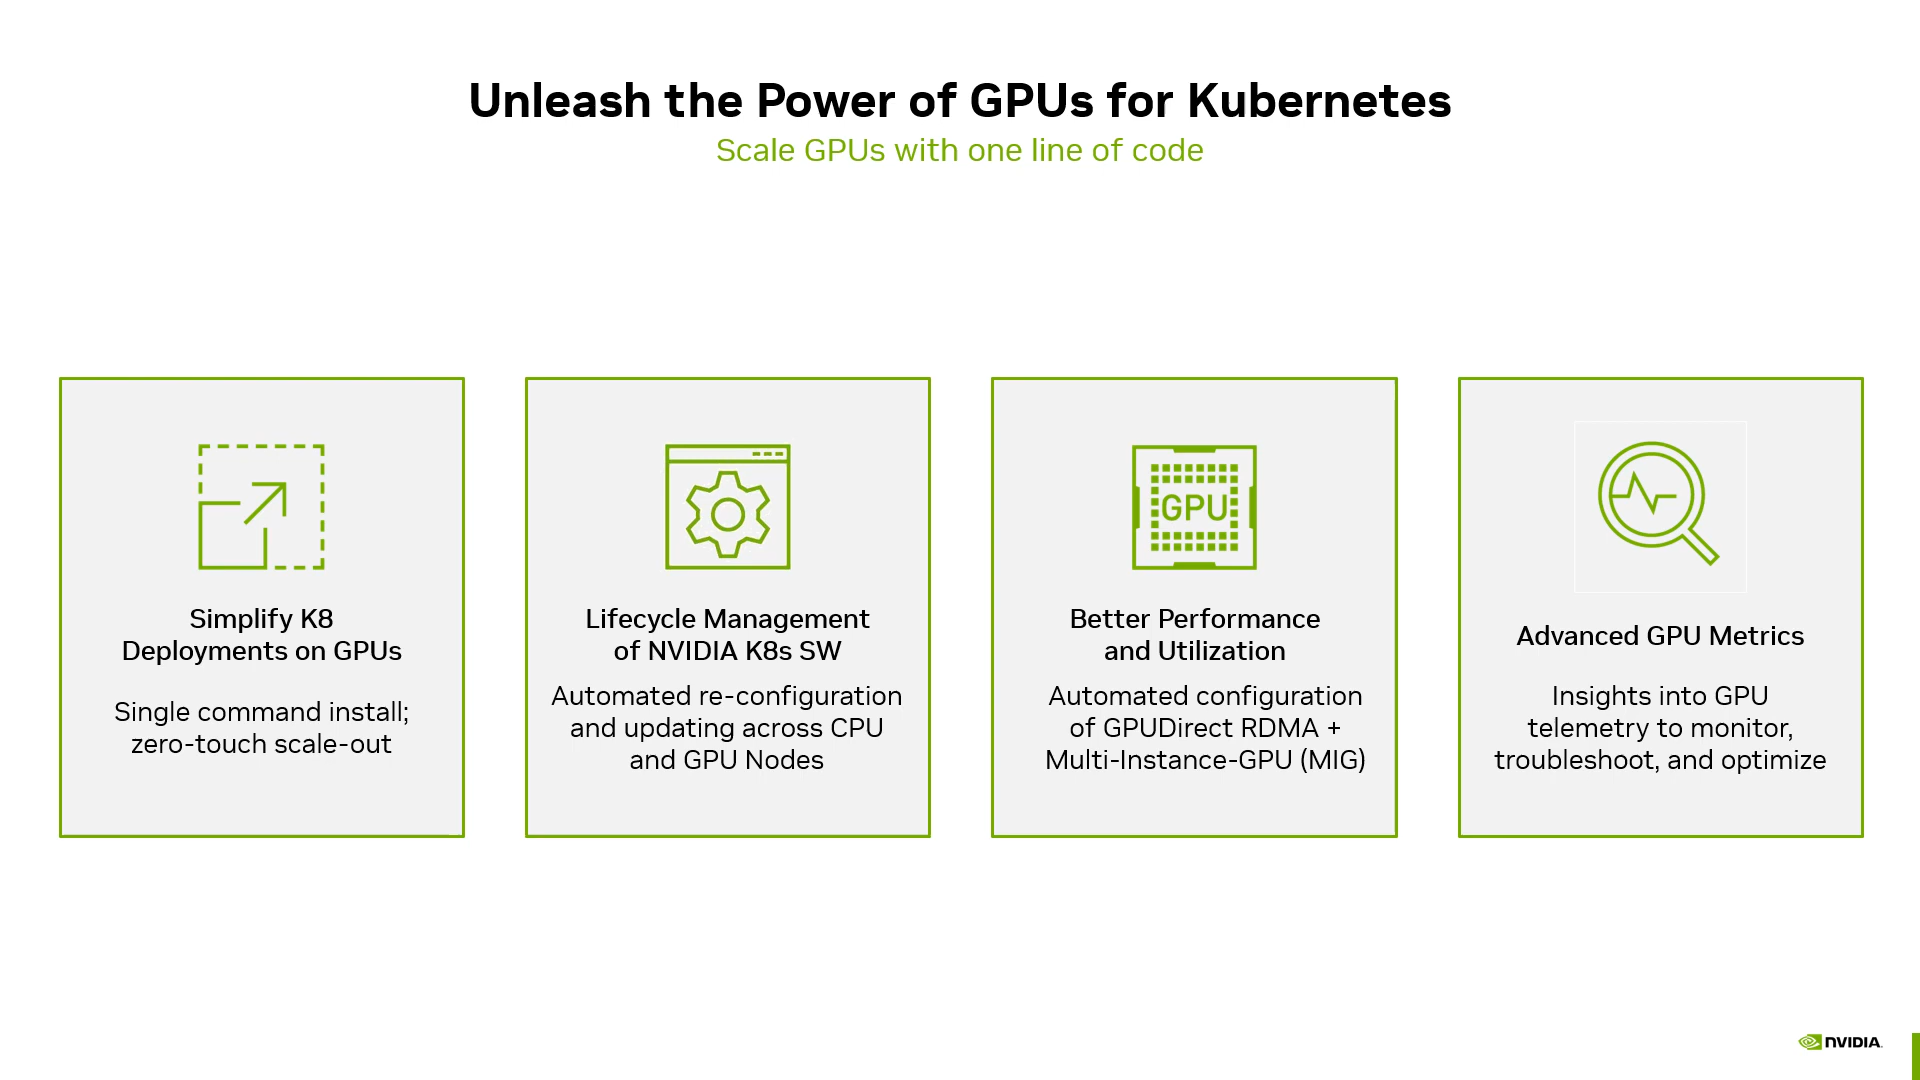 Unleash the Power of GPUs for Kubernetes
Scale GPUs with one line of code
Simplify K8
Deployments on GPUs
Single command install;
zero-touch scale-out
Lifecycle Management
of NVIDIA K8s SW
Automated re-configuration
and updating across CPU
and GPU Nodes
GPU
Better Performance
and Utilization
Automated configuration
of GPUDirect RDMA +
Multi-Instance-GPU (MIG)
Advanced GPU Metrics
Insights into GPU
telemetry to monitor,
troubleshoot, and optimize
NVIDIA.